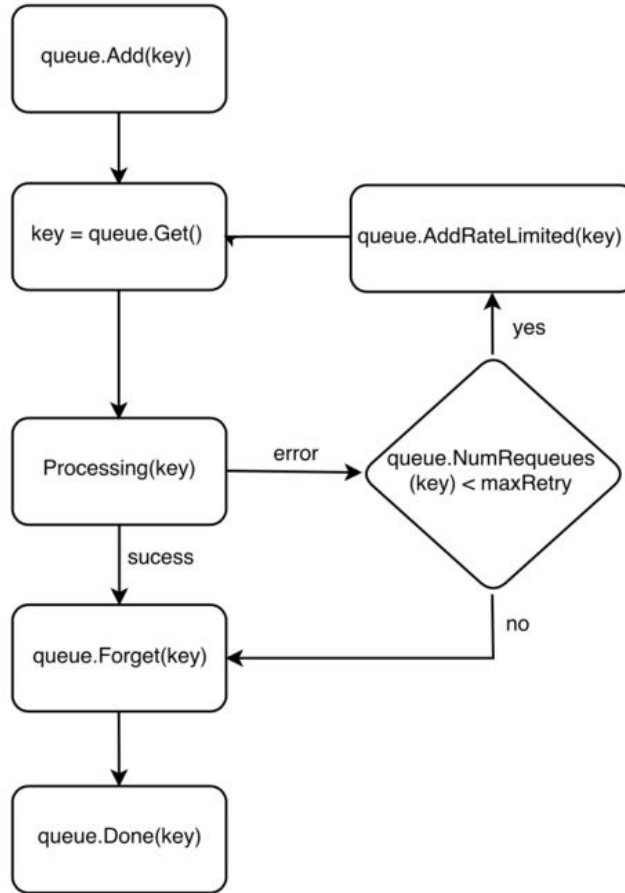 queue.Add(key)
key = queue.Get()
queue.AddRateLimited(key)
yes
Processing(key)
error
queue.NumRequeues
(key) < maxRetry
sucess
no
queue.Forget(key)
queue.Done(key)